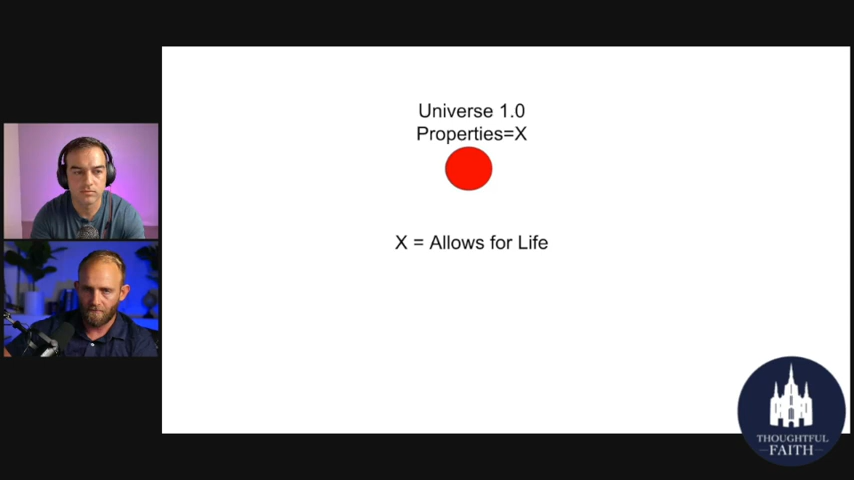 Universe 1.0
Properties=X
X = Allows for Life
THOUGHTFUL
FAITH